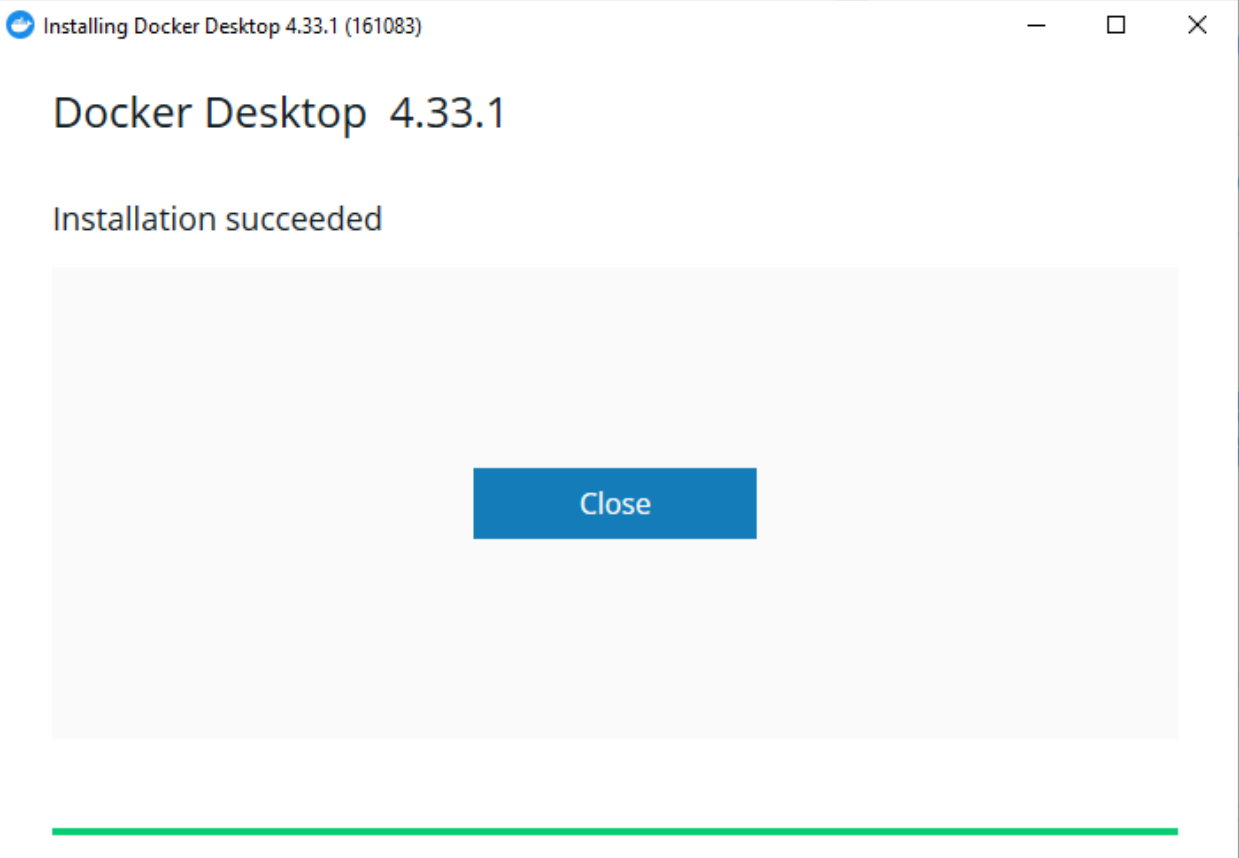 Installing Docker Desktop 4.33.1 (161083)
Docker Desktop 4.33.1
Installation succeeded
Close